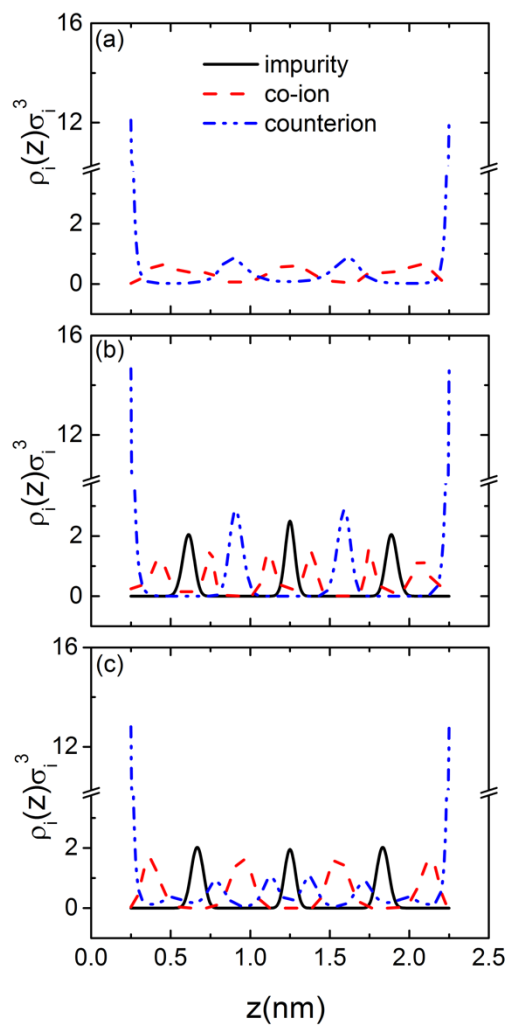 (a)
impurity
co-ion
counterion
16
12
2
0
ρi(z)σi³
(b)
16
12
2
0
ρi(z)σi³
(c)
16
12
2
0
ρi(z)σi³
0.0 0.5 1.0 1.5 2.0 2.5
z(nm)